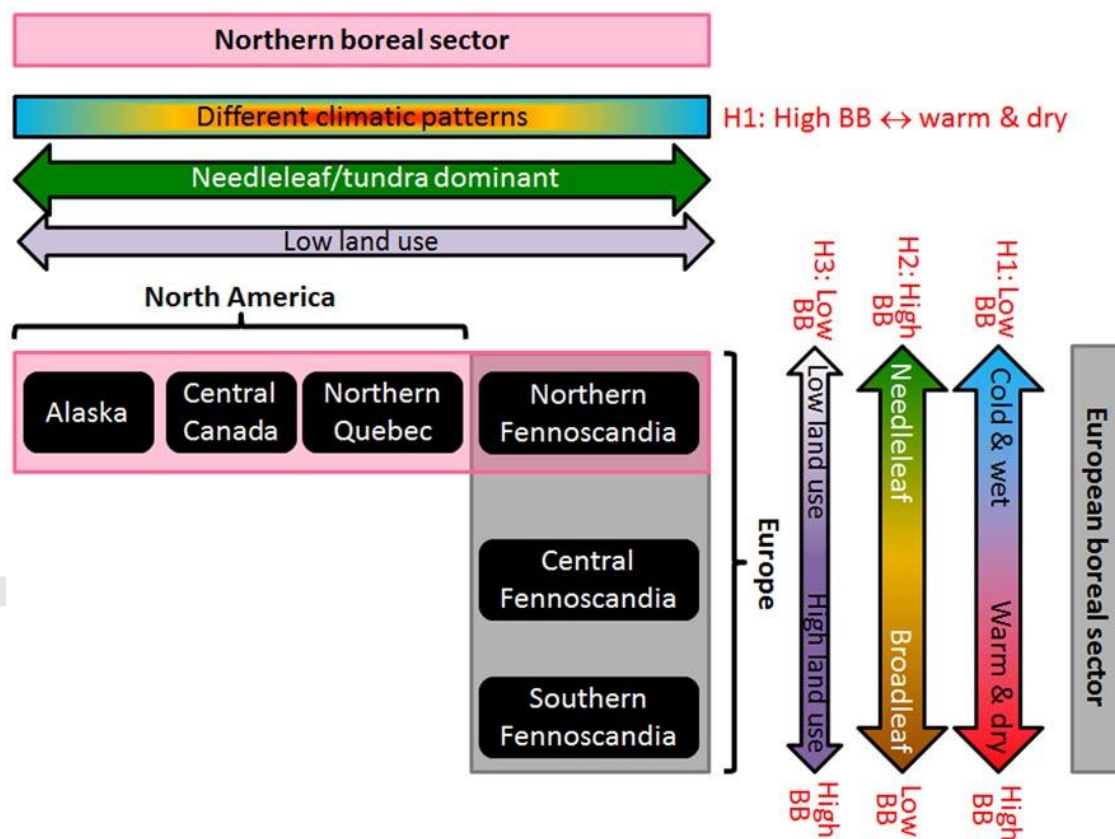 Northern boreal sector
Different climatic patterns
H1: High BB ↔ warm & dry
Needleleaf/tundra dominant
Low land use
North America
Alaska
Central
Canada
Northern
Quebec
Northern
Fennoscandia
Central
Fennoscandia
Southern
Fennoscandia
Europe
H3: Low
BB
Low land use
High land use
High
BB
H2: High
BB
Needleleaf
Broadleaf
Low
BB
H1: Low
BB
Cold & wet
Warm & dry
High
BB
European boreal sector